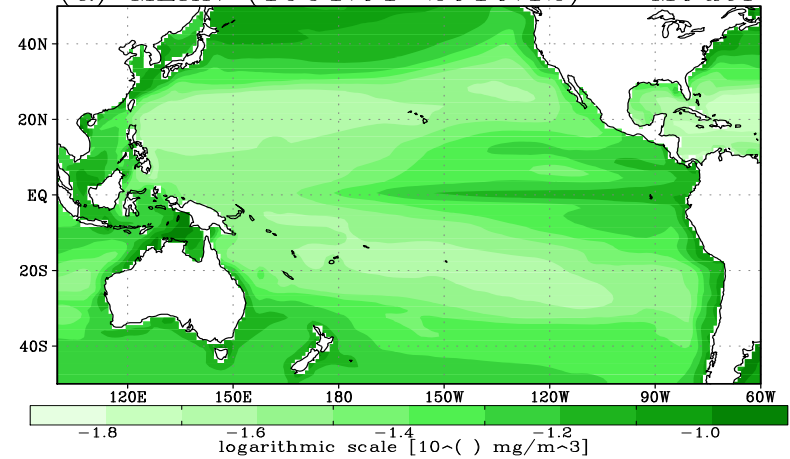 40N
20N
EQ
20S
40S
120E 150E 180 150W 120W 90W 60W
−1.8 −1.6 −1.4 −1.2 −1.0
logarithmic scale [10^( ) mg/m^3]